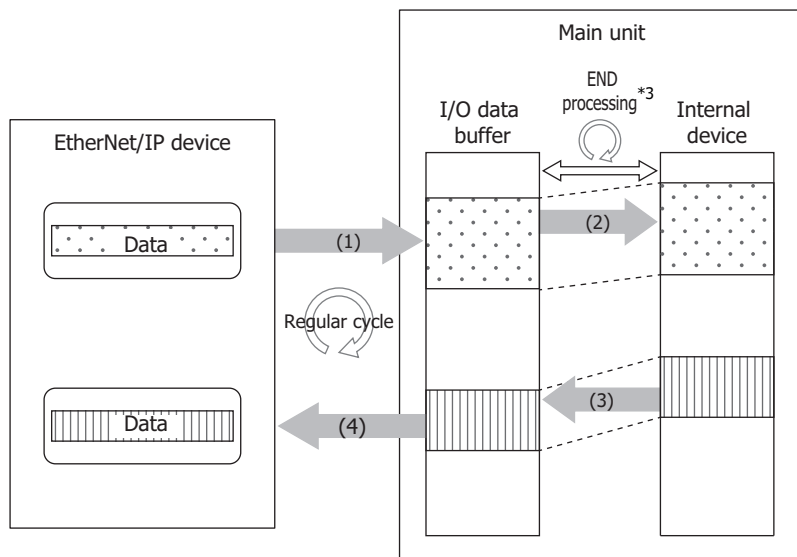 Main unit
END
processing*3
I/O data
buffer
Internal
device
EtherNet/IP device
Data
(1)
(2)
Regular cycle
Data
(3)
(4)